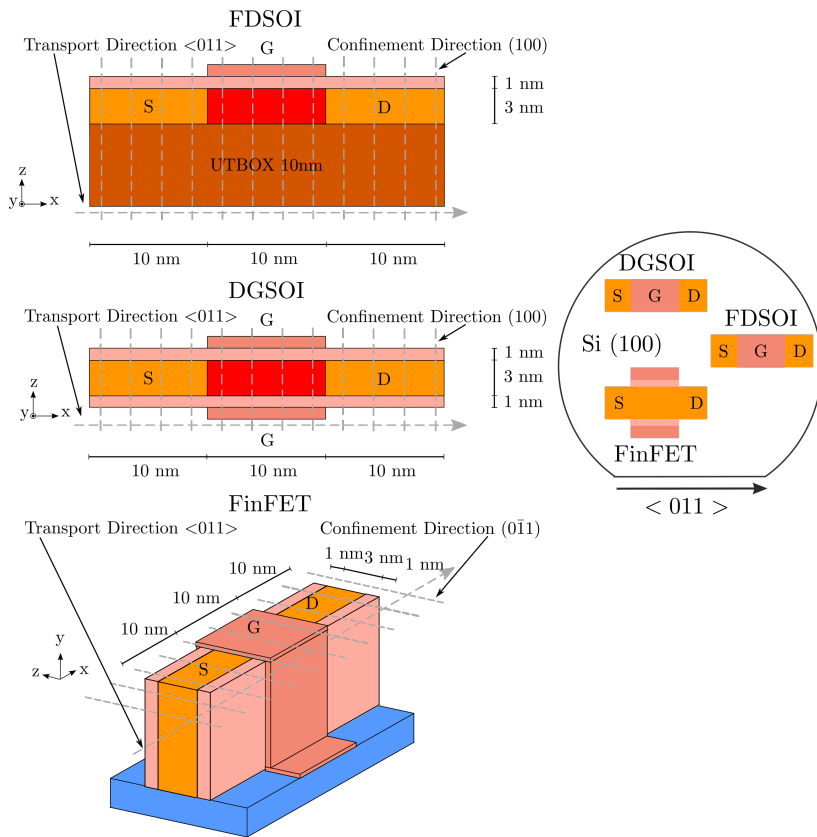 FDSOI
Transport Direction <011>
G
Confinement Direction (100)
1 nm
S
D
3 nm
UTBOX 10nm
z
y
x
10 nm
10 nm
10 nm
DGSOI
Transport Direction <011>
G
Confinement Direction (100)
1 nm
S
D
3 nm
1 nm
z
y
x
G
10 nm
10 nm
10 nm
FinFET
Transport Direction <011>
Confinement Direction (01̄1)
1 nm
3 nm
1 nm
10 nm
10 nm
10 nm
D
G
S
y
z
x
DGSOI
S G D
FDSOI
Si (100)
S G D
S D
FinFET
< 011 >